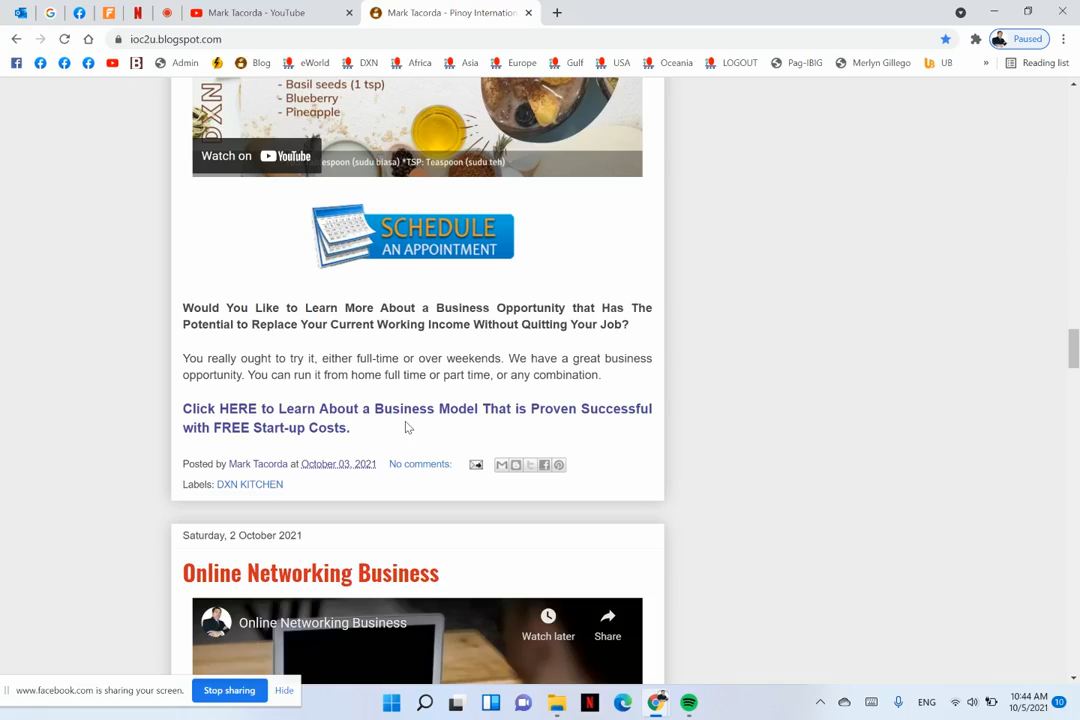 Mark Tacorda - YouTube
Mark Tacorda - Pinoy Internation
ioc2u.blogspot.com
Paused
Admin
Blog
eWorld
DXN
Africa
Asia
Europe
Gulf
USA
Oceania
LOGOUT
Pag-IBIG
Merlyn Gillego
UB
»
Reading list
DXN
- Basil seeds (1 tsp)
- Blueberry
- Pineapple
Watch on YouTube
espoon (sudu biasa) *TSP: Teaspoon (sudu teh)
SCHEDULE
AN APPOINTMENT
Would You Like to Learn More About a Business Opportunity that Has The
Potential to Replace Your Current Working Income Without Quitting Your Job?
You really ought to try it, either full-time or over weekends. We have a great business
opportunity. You can run it from home full time or part time, or any combination.
Click HERE to Learn About a Business Model That is Proven Successful
with FREE Start-up Costs.
Posted by Mark Tacorda at October 03, 2021 No comments:
Labels: DXN KITCHEN
Saturday, 2 October 2021
Online Networking Business
Online Networking Business
Watch later
Share
www.facebook.com is sharing your screen.
Stop sharing
Hide
ENG
10:44 AM
10/5/2021
10